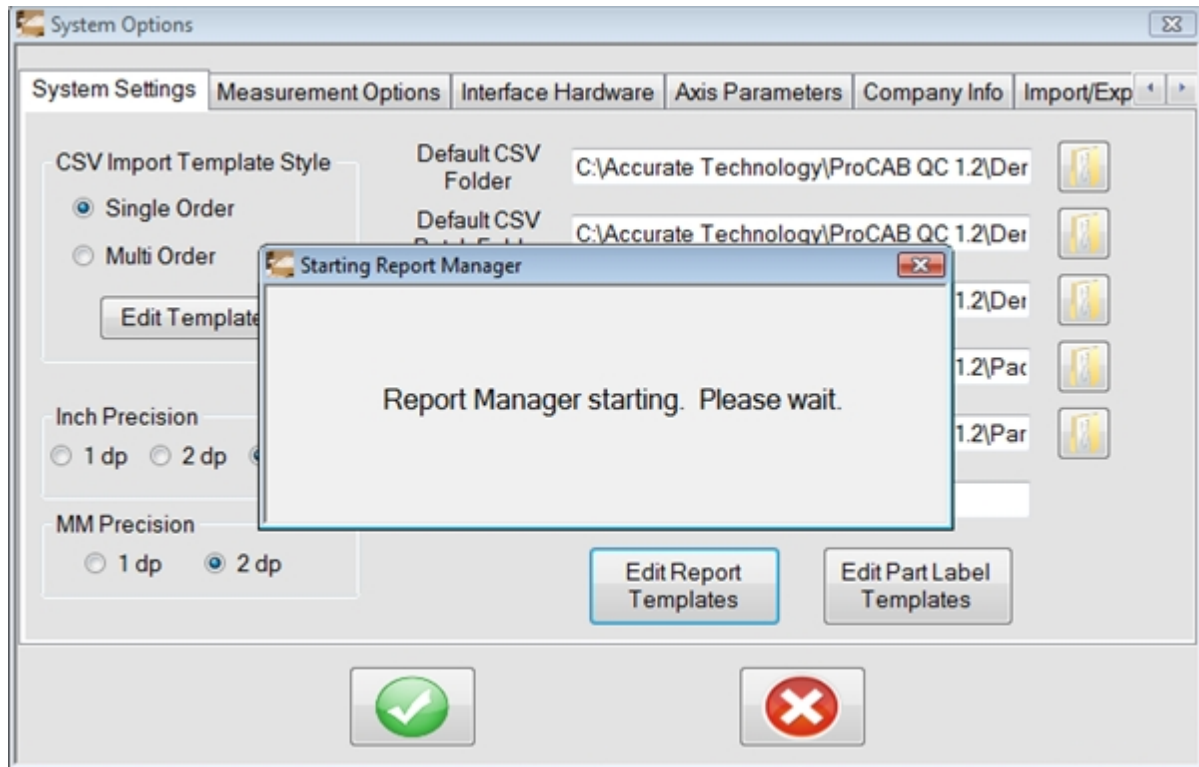 System Options
System Settings Measurement Options Interface Hardware Axis Parameters Company Info Import/Exp
CSV Import Template Style
Single Order
Multi Order
Edit Template
Default CSV
Folder
C:\Accurate Technology\ProCAB QC 1.2\Der
Default CSV
C:\Accurate Technology\ProCAB QC 1.2\Der
1.2\Der
1.2\Pac
1.2\Par
Starting Report Manager
Report Manager starting. Please wait.
Inch Precision
1 dp 2 dp
MM Precision
1 dp 2 dp
Edit Report
Templates
Edit Part Label
Templates